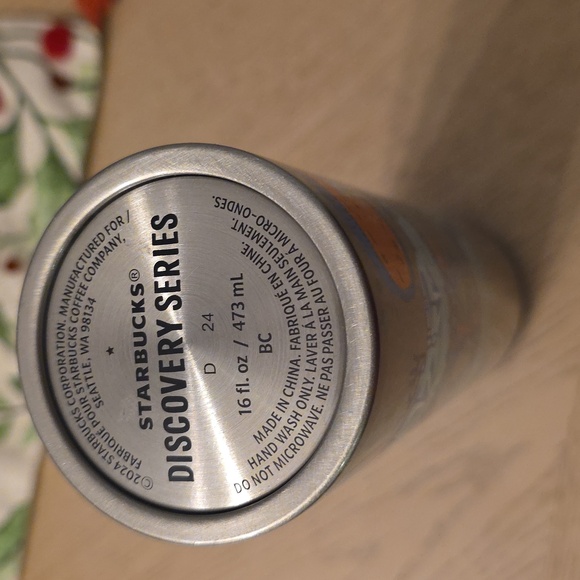 ©2024 STARBUCKS CORPORATION. MANUFACTURED FOR /
FABRIQUÉ POUR STARBUCKS COFFEE COMPANY,
SEATTLE, WA 98134
STARBUCKS®
DISCOVERY SERIES
D 24
16 fl. oz / 473 mL
BC
MADE IN CHINA. FABRIQUÉ EN CHINE.
HAND WASH ONLY. LAVER À LA MAIN SEULEMENT.
DO NOT MICROWAVE. NE PAS PASSER AU FOUR A MICRO-ONDES.